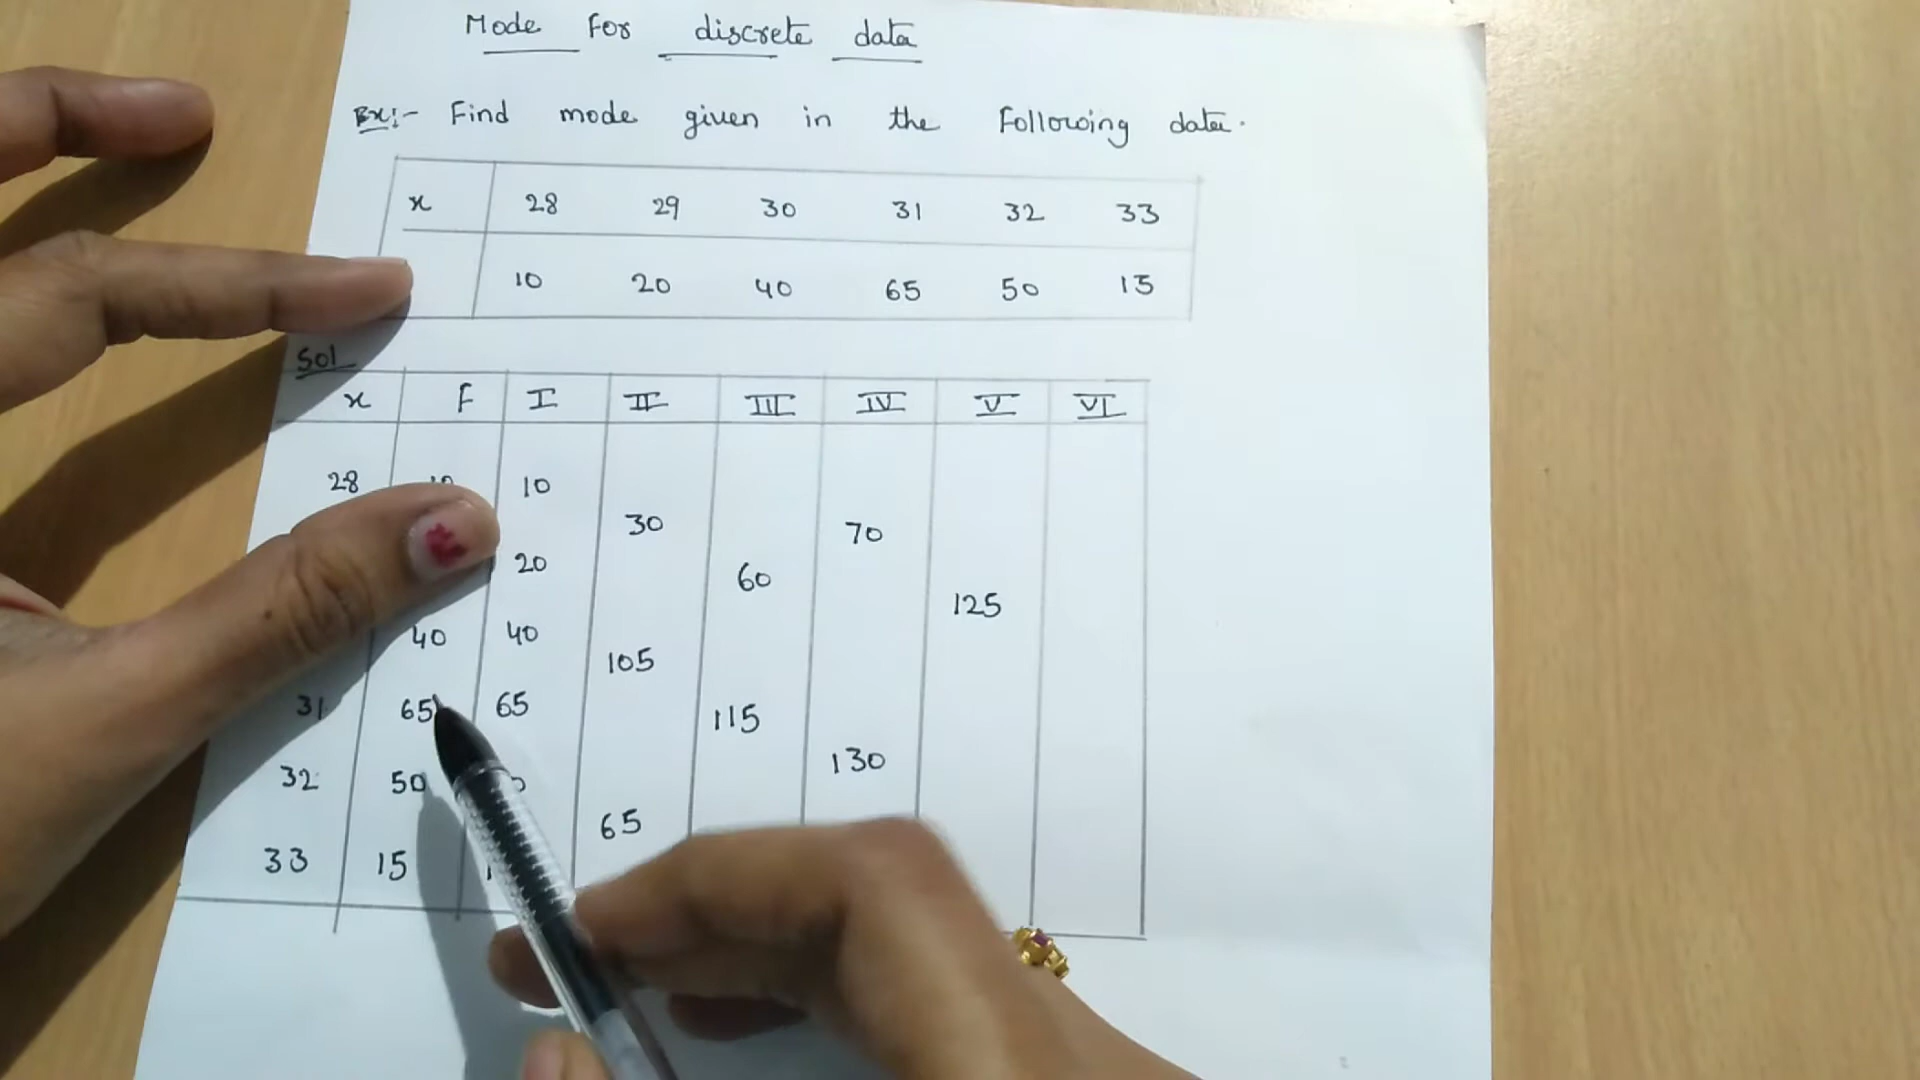 Mode For discrete data
Ex:- Find mode given in the following data.
x 28 29 30 31 32 33
10 20 40 65 50 15
Sol
x F I II III IV V VI
28 10
30 70
20
60
125
40 40
105
31 65 65
115
130
32 50
65
33 15